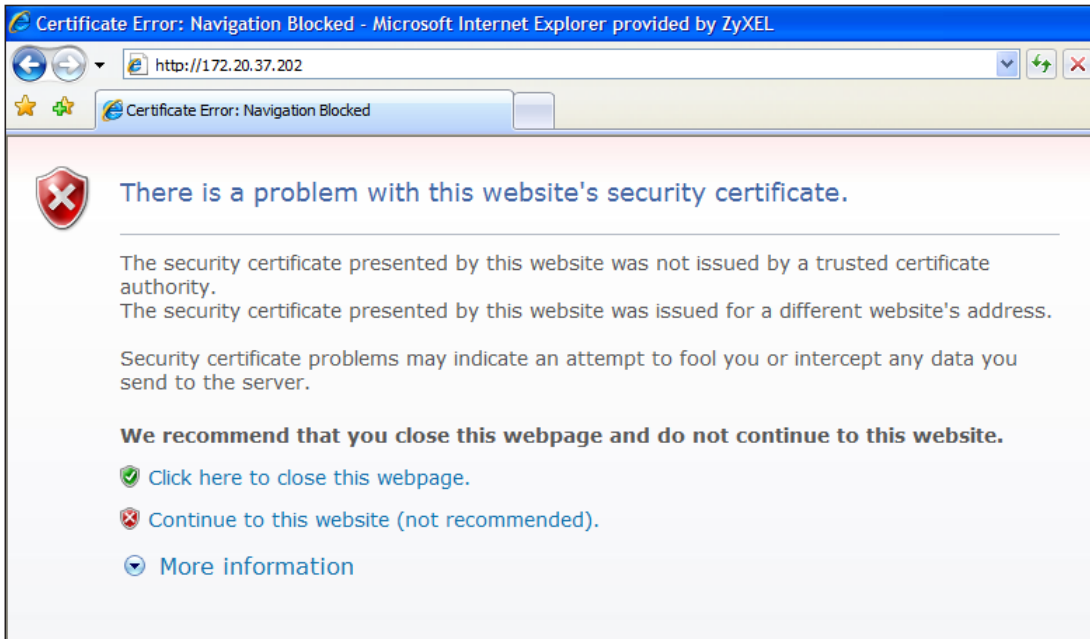 Certificate Error: Navigation Blocked - Microsoft Internet Explorer provided by ZyXEL
http://172.20.37.202
Certificate Error: Navigation Blocked
There is a problem with this website's security certificate.
The security certificate presented by this website was not issued by a trusted certificate
authority.
The security certificate presented by this website was issued for a different website's address.
Security certificate problems may indicate an attempt to fool you or intercept any data you
send to the server.
We recommend that you close this webpage and do not continue to this website.
Click here to close this webpage.
Continue to this website (not recommended).
More information